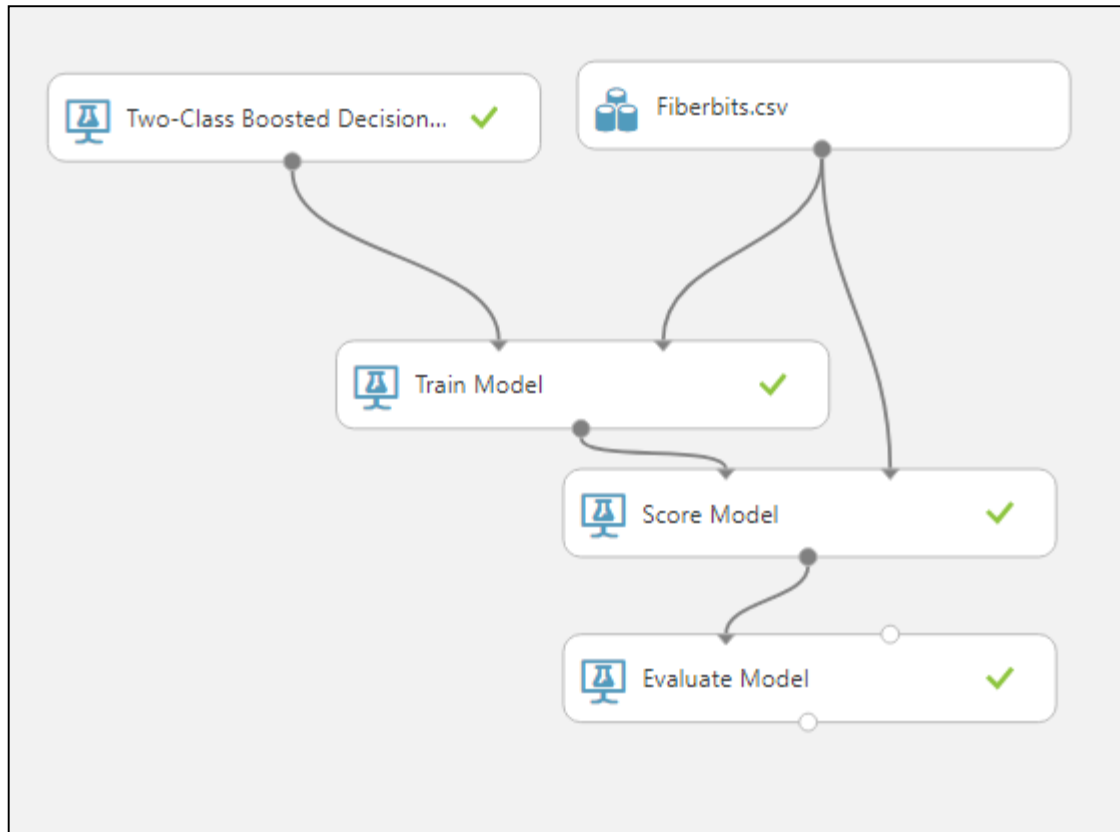 Two-Class Boosted Decision...
Fiberbits.csv
Train Model
Score Model
Evaluate Model